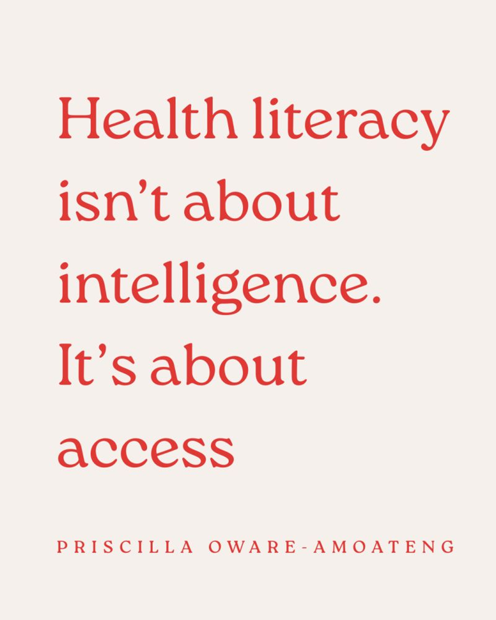 Health literacy
isn’t about
intelligence.
It’s about
access
PRISCILLA OWARE-AMOATENG